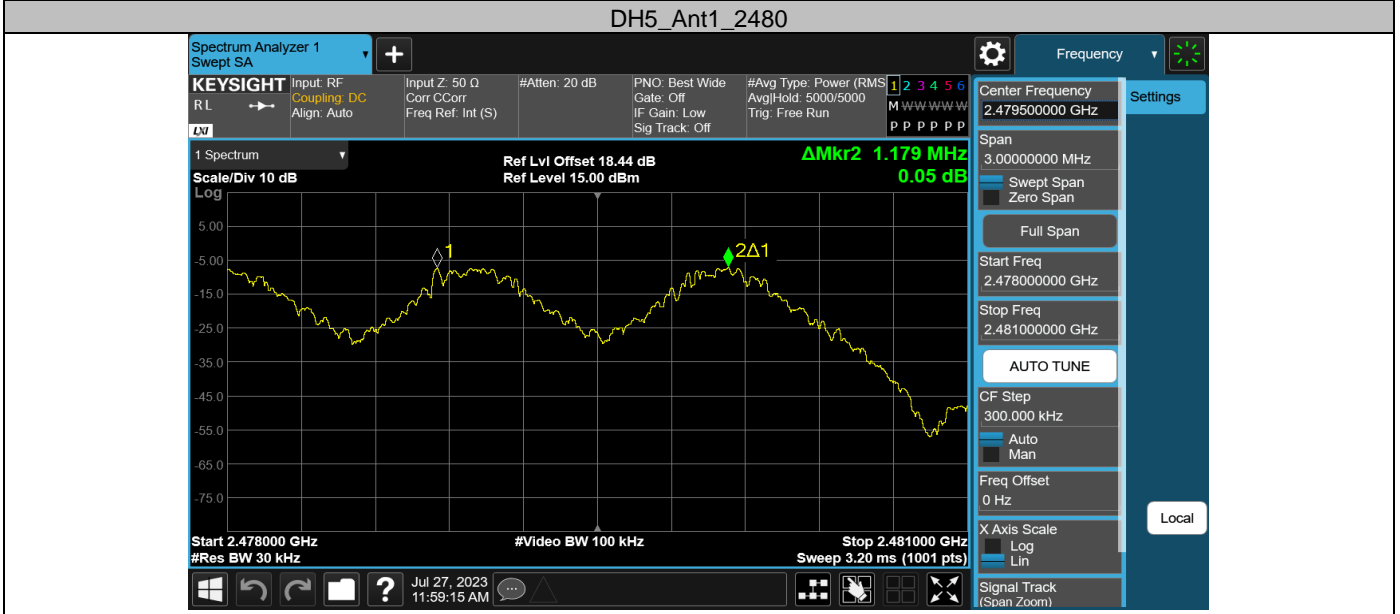 DH5_Ant1_2480
Spectrum Analyzer 1
Swept SA
Frequency
KEYSIGHT
R L
LXI
Input: RF
Coupling: DC
Align: Auto
Input Z: 50 Ω
Corr CCorr
Freq Ref: Int (S)
#Atten: 20 dB
PNO: Best Wide
Gate: Off
IF Gain: Low
Sig Track: Off
#Avg Type: Power (RMS
Avg|Hold: 5000/5000
Trig: Free Run
1 2 3 4 5 6
M W W W W W
P P P P P P
1 Spectrum
Scale/Div 10 dB
Log
Ref Lvl Offset 18.44 dB
Ref Level 15.00 dBm
ΔMkr2 1.179 MHz
0.05 dB
5.00
-5.00
-15.0
-25.0
-35.0
-45.0
-55.0
-65.0
-75.0
1
2Δ1
Start 2.478000 GHz
#Res BW 30 kHz
#Video BW 100 kHz
Stop 2.481000 GHz
Sweep 3.20 ms (1001 pts)
Center Frequency
2.479500000 GHz
Span
3.00000000 MHz
Swept Span
Zero Span
Full Span
Start Freq
2.478000000 GHz
Stop Freq
2.481000000 GHz
AUTO TUNE
CF Step
300.000 kHz
Auto
Man
Freq Offset
0 Hz
X Axis Scale
Log
Lin
Signal Track
(Span Zoom)
Settings
Local
?
Jul 27, 2023
11:59:15 AM